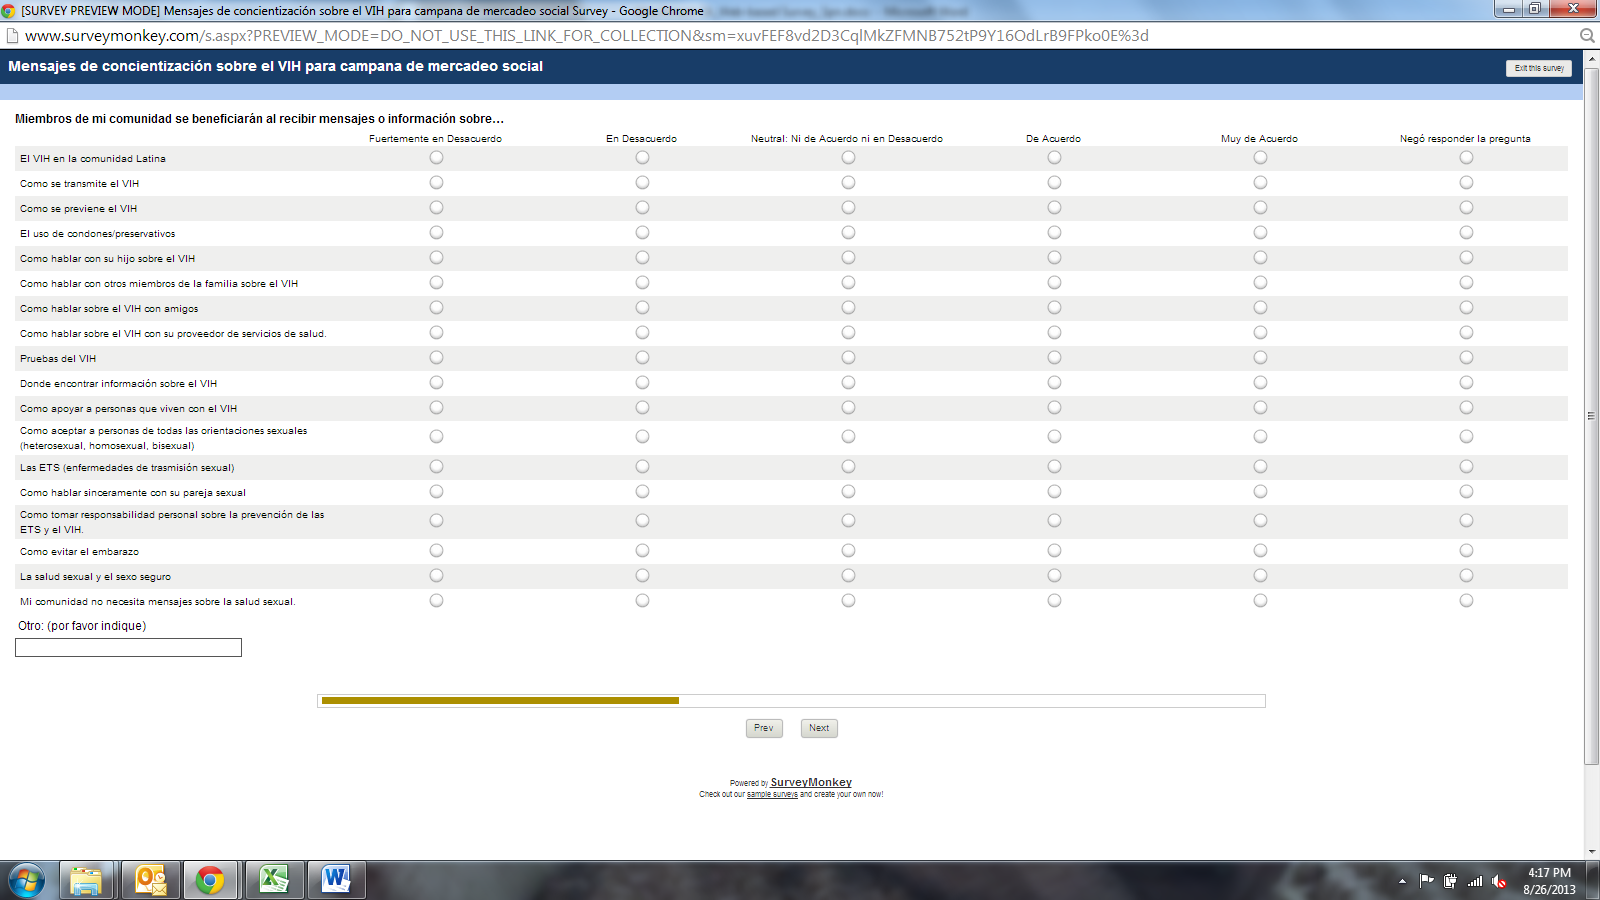 [SURVEY PREVIEW MODE] Mensajes de concientización sobre el VIH para campana de mercadeo social Survey - Google Chrome
www.surveymonkey.com/s.aspx?PREVIEW_MODE=DO_NOT_USE_THIS_LINK_FOR_COLLECTION&sm=xuvFEF8vd2D3CqlMkZFMNB752tP9Y16OdLrB9FPko0E%3d
Mensajes de concientización sobre el VIH para campana de mercadeo social
Exit this survey
Miembros de mi comunidad se beneficiarán al recibir mensajes o información sobre...
Fuertemente en Desacuerdo En Desacuerdo Neutral: Ni de Acuerdo ni en Desacuerdo De Acuerdo Muy de Acuerdo Negó responder la pregunta
El VIH en la comunidad Latina
Como se transmite el VIH
Como se previene el VIH
El uso de condones/preservativos
Como hablar con su hijo sobre el VIH
Como hablar con otros miembros de la familia sobre el VIH
Como hablar sobre el VIH con amigos
Como hablar sobre el VIH con su proveedor de servicios de salud.
Pruebas del VIH
Donde encontrar información sobre el VIH
Como apoyar a personas que viven con el VIH
Como aceptar a personas de todas las orientaciones sexuales
(heterosexual, homosexual, bisexual)
Las ETS (enfermedades de trasmisión sexual)
Como hablar sinceramente con su pareja sexual
Como tomar responsabilidad personal sobre la prevención de las
ETS y el VIH.
Como evitar el embarazo
La salud sexual y el sexo seguro
Mi comunidad no necesita mensajes sobre la salud sexual.
Otro: (por favor indique)
Prev Next
Powered by SurveyMonkey
Check out our sample surveys and create your own now!
4:17 PM
8/26/2013